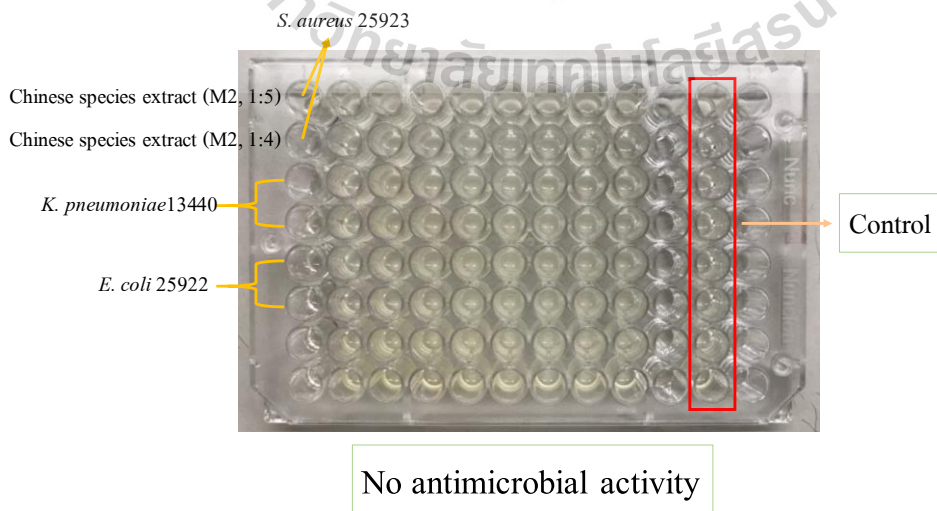 S. aureus 25923
Chinese species extract (M2, 1:5)
Chinese species extract (M2, 1:4)
K. pneumoniae13440
E. coli 25922
Control
No antimicrobial activity